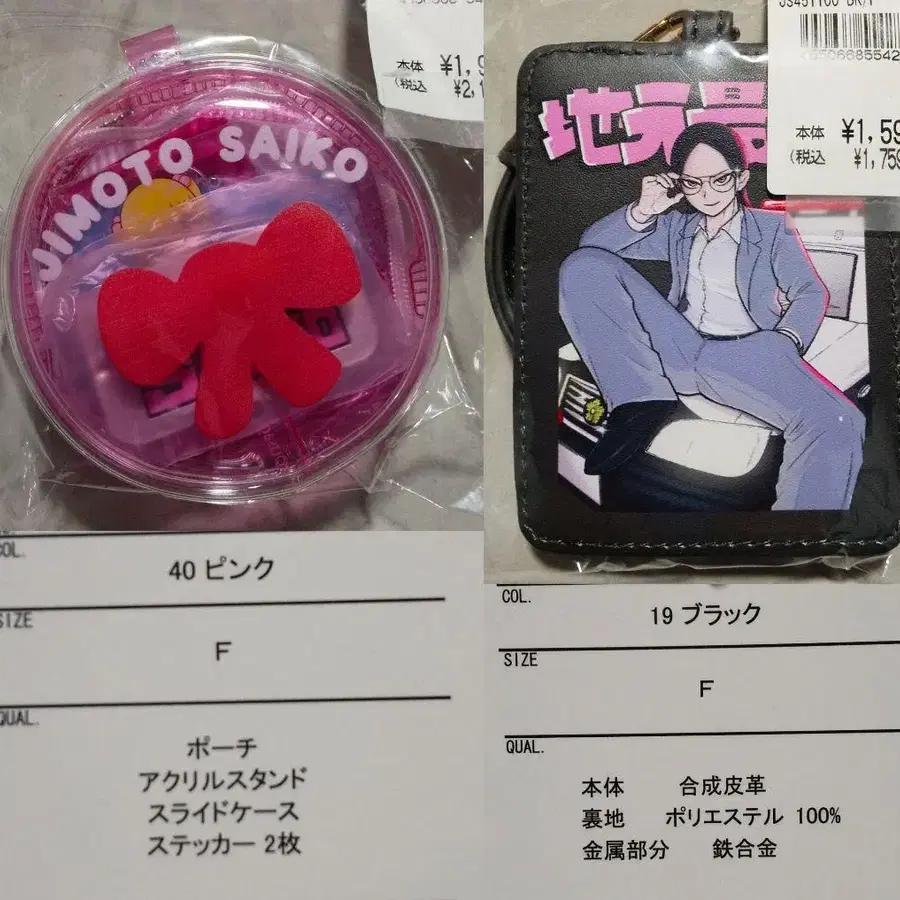 JIMOTO SAIKO
本体 ¥1,9
(税込 ¥2,1
COL.
40 ピンク
SIZE
F
QUAL.
ポーチ
アクリルスタンド
スライドケース
ステッカー 2枚
地元
本体 ¥1,59
(税込 ¥1,759
COL.
19 ブラック
SIZE
F
QUAL.
本体 合成皮革
裏地 ポリエステル 100%
金属部分 鉄合金